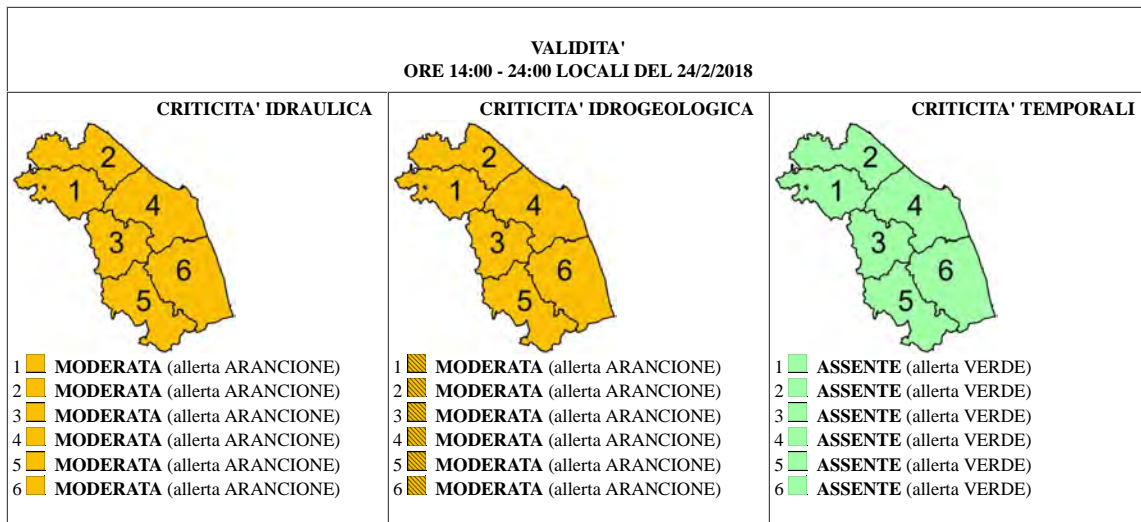 VALIDITA'
ORE 14:00 - 24:00 LOCALI DEL 24/2/2018
CRITICITA' IDRAULICA
2
1
4
3
6
5
1 MODERATA (allerta ARANCIONE)
2 MODERATA (allerta ARANCIONE)
3 MODERATA (allerta ARANCIONE)
4 MODERATA (allerta ARANCIONE)
5 MODERATA (allerta ARANCIONE)
6 MODERATA (allerta ARANCIONE)
CRITICITA' IDROGEOLOGICA
2
1
4
3
6
5
1 MODERATA (allerta ARANCIONE)
2 MODERATA (allerta ARANCIONE)
3 MODERATA (allerta ARANCIONE)
4 MODERATA (allerta ARANCIONE)
5 MODERATA (allerta ARANCIONE)
6 MODERATA (allerta ARANCIONE)
CRITICITA' TEMPORALI
2
1
4
3
6
5
1 ASSENTE (allerta VERDE)
2 ASSENTE (allerta VERDE)
3 ASSENTE (allerta VERDE)
4 ASSENTE (allerta VERDE)
5 ASSENTE (allerta VERDE)
6 ASSENTE (allerta VERDE)